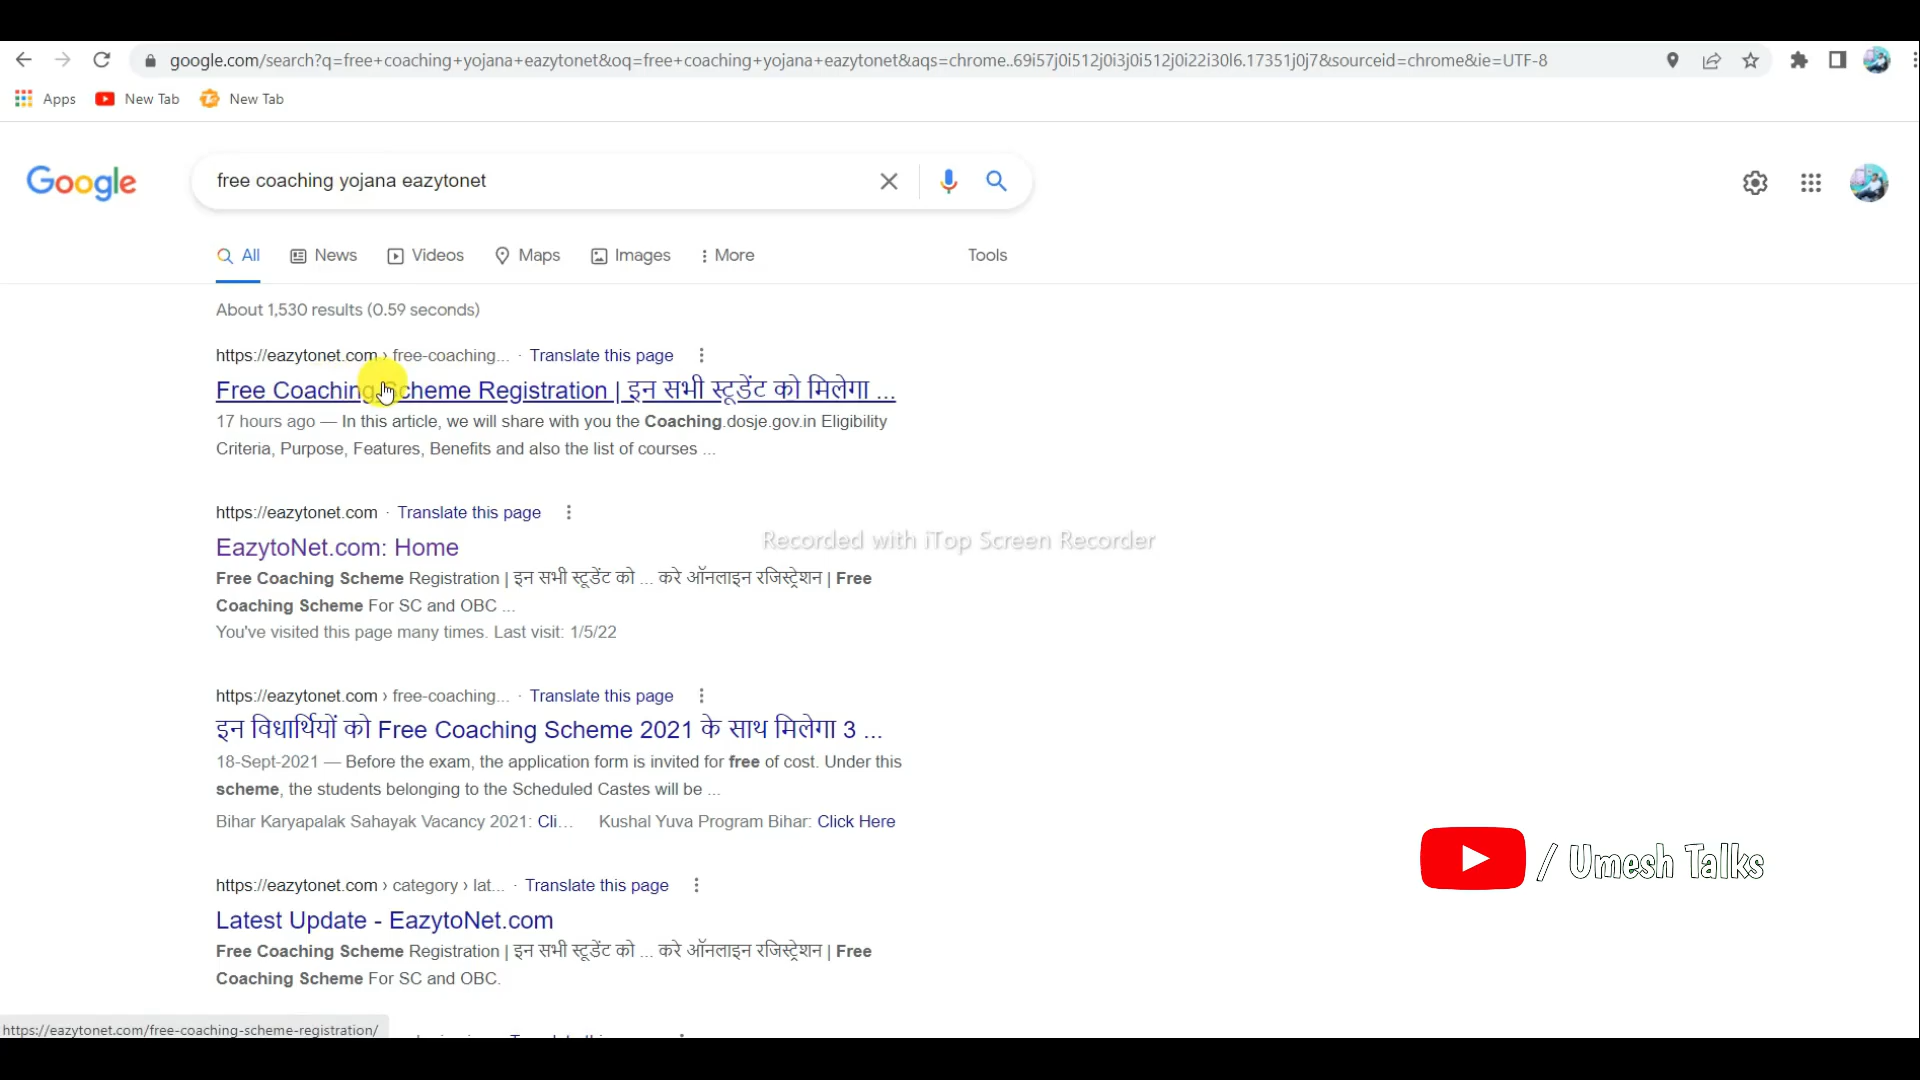 google.com/search?q=free+coaching+yojana+eazytonet&oq=free+coaching+yojana+eazytonet&aqs=chrome..69i57j0i512j0i3j0i512j0i22i30l6.17351j0j7&sourceid=chrome&ie=UTF-8
Apps New Tab New Tab
Google free coaching yojana eazytonet
All News Videos Maps Images More Tools
About 1,530 results (0.59 seconds)
https://eazytonet.com › free-coaching... · Translate this page
Free Coaching Scheme Registration | इन सभी स्टूडेंट को मिलेगा ...
17 hours ago — In this article, we will share with you the Coaching.dosje.gov.in Eligibility
Criteria, Purpose, Features, Benefits and also the list of courses ...
https://eazytonet.com · Translate this page
Recorded with iTop Screen Recorder
EazytoNet.com: Home
Free Coaching Scheme Registration | इन सभी स्टूडेंट को ... करे ऑनलाइन रजिस्ट्रेशन | Free
Coaching Scheme For SC and OBC ...
You've visited this page many times. Last visit: 1/5/22
https://eazytonet.com › free-coaching... · Translate this page
इन विधार्थियों को Free Coaching Scheme 2021 के साथ मिलेगा 3 ...
18-Sept-2021 — Before the exam, the application form is invited for free of cost. Under this
scheme, the students belonging to the Scheduled Castes will be ...
Bihar Karyapalak Sahayak Vacancy 2021: Cli... Kushal Yuva Program Bihar: Click Here
/ Umesh Talks
https://eazytonet.com › category › lat... · Translate this page
Latest Update - EazytoNet.com
Free Coaching Scheme Registration | इन सभी स्टूडेंट को ... करे ऑनलाइन रजिस्ट्रेशन | Free
Coaching Scheme For SC and OBC.
https://eazytonet.com/free-coaching-scheme-registration/